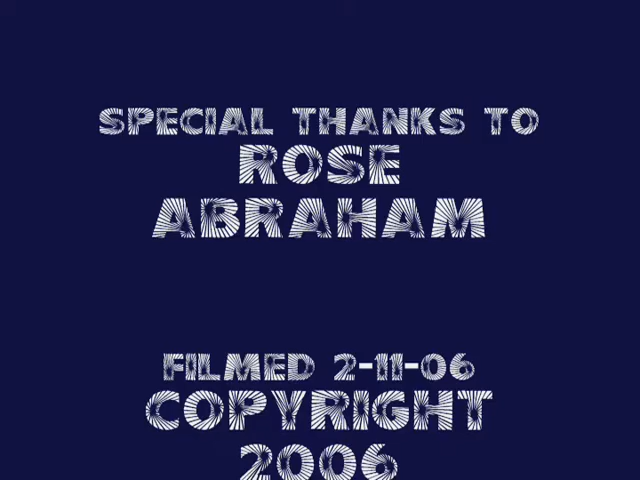 SPECIAL THANKS TO
ROSE
ABRAHAM
FILMED 2-11-06
COPYRIGHT
2006